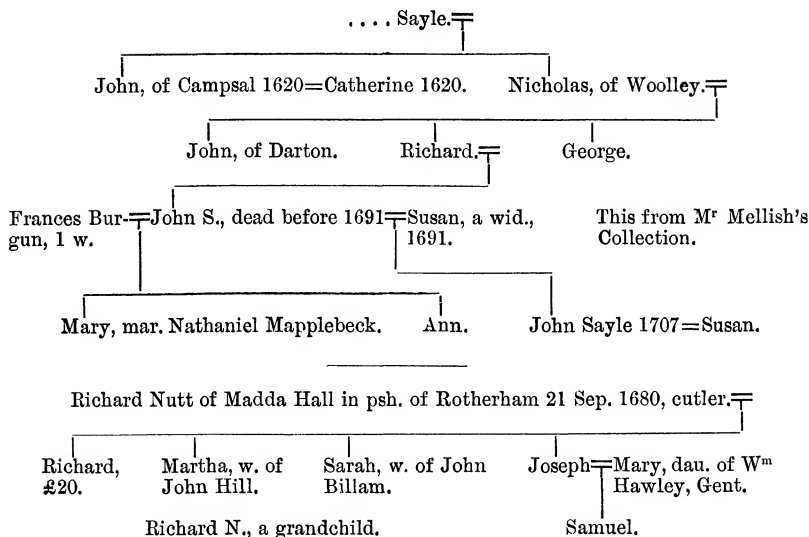 .... Sayle.
John, of Campsal 1620=Catherine 1620. Nicholas, of Woolley.
John, of Darton. Richard. George.
Frances Bur- John S., dead before 1691 Susan, a wid., This from Mʳ Mellish's
gun, 1 w. 1691. Collection.
Mary, mar. Nathaniel Mapplebeck. Ann. John Sayle 1707=Susan.
Richard Nutt of Madda Hall in psh. of Rotherham 21 Sep. 1680, cutler.
Richard, Martha, w. of Sarah, w. of John Joseph Mary, dau. of Wᵐ
£20. John Hill. Billam. Hawley, Gent.
Richard N., a grandchild. Samuel.